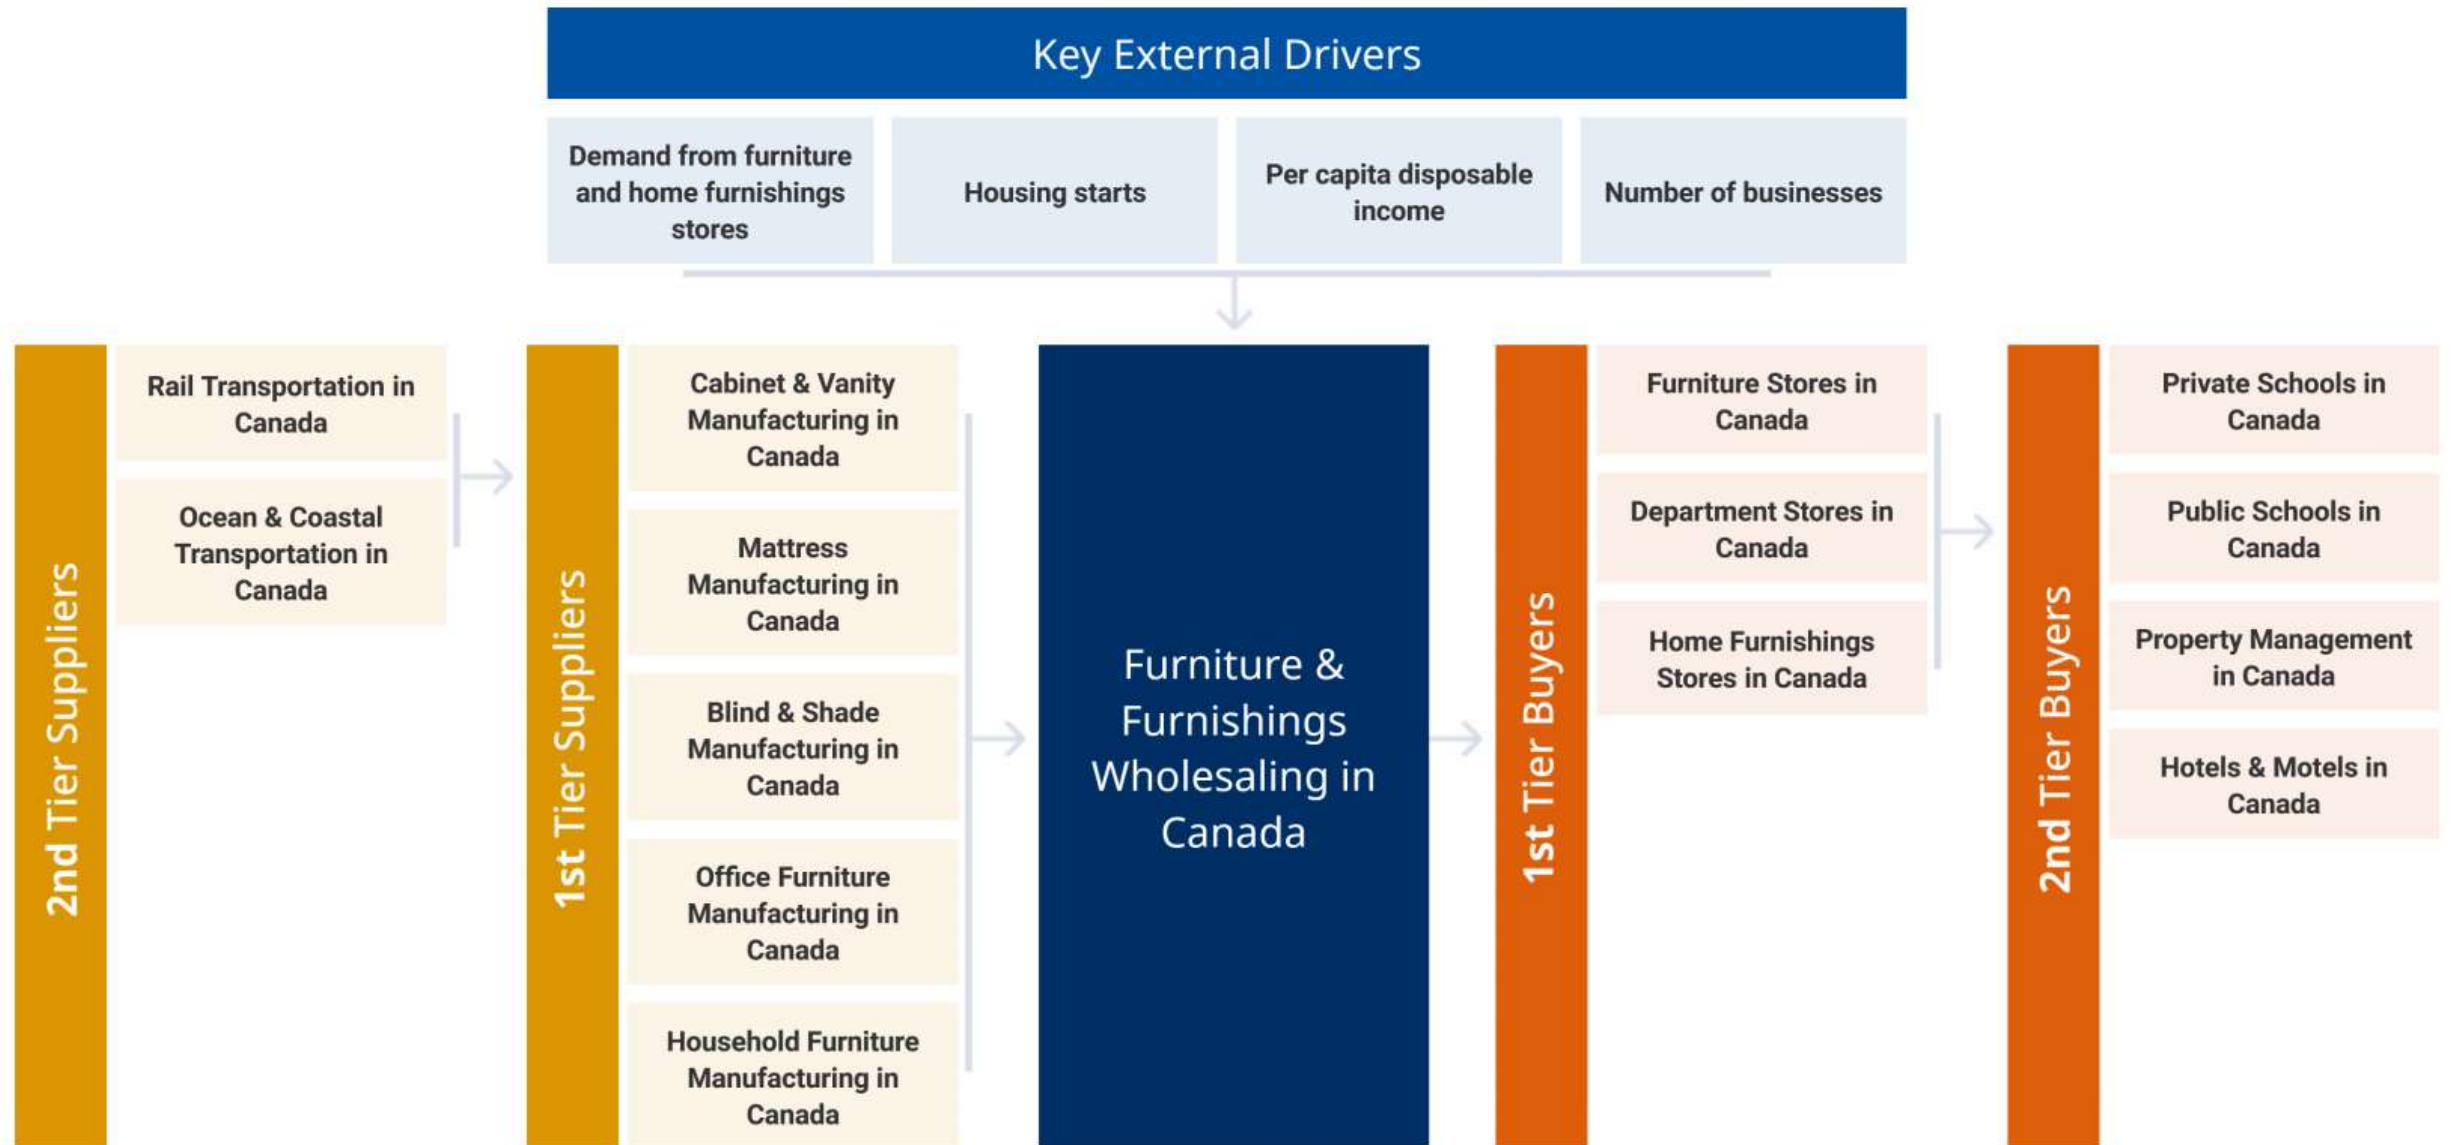 Key External Drivers
Demand from furniture
and home furnishings
stores
Housing starts
Per capita disposable
income
Number of businesses
2nd Tier Suppliers
Rail Transportation in
Canada
Ocean & Coastal
Transportation in
Canada
1st Tier Suppliers
Cabinet & Vanity
Manufacturing in
Canada
Mattress
Manufacturing in
Canada
Blind & Shade
Manufacturing in
Canada
Office Furniture
Manufacturing in
Canada
Household Furniture
Manufacturing in
Canada
Furniture &
Furnishings
Wholesaling in
Canada
1st Tier Buyers
Furniture Stores in
Canada
Department Stores in
Canada
Home Furnishings
Stores in Canada
2nd Tier Buyers
Private Schools in
Canada
Public Schools in
Canada
Property Management
in Canada
Hotels & Motels in
Canada